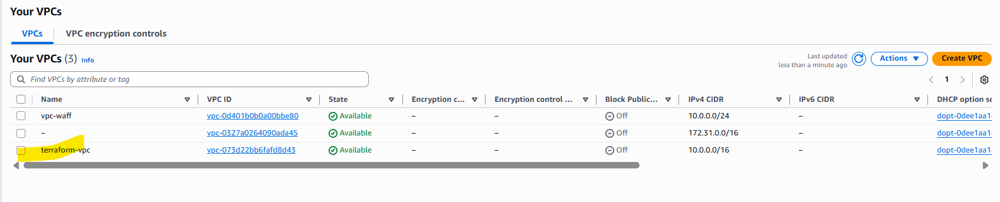 Your VPCs
VPCs VPC encryption controls
Your VPCs (3) Info
Last updated
less than a minute ago
Actions
Create VPC
Find VPCs by attribute or tag
1
Name VPC ID State Encryption c... Encryption control ... Block Public... IPv4 CIDR IPv6 CIDR DHCP option se
vpc-waff vpc-0d401b0b0a00bbe80 Available – – Off 10.0.0.0/24 – dopt-0dee1aa1
– vpc-0327a0264090ada45 Available – – Off 172.31.0.0/16 – dopt-0dee1aa1
terraform-vpc vpc-073d22bb6fafd8d43 Available – – Off 10.0.0.0/16 – dopt-0dee1aa1